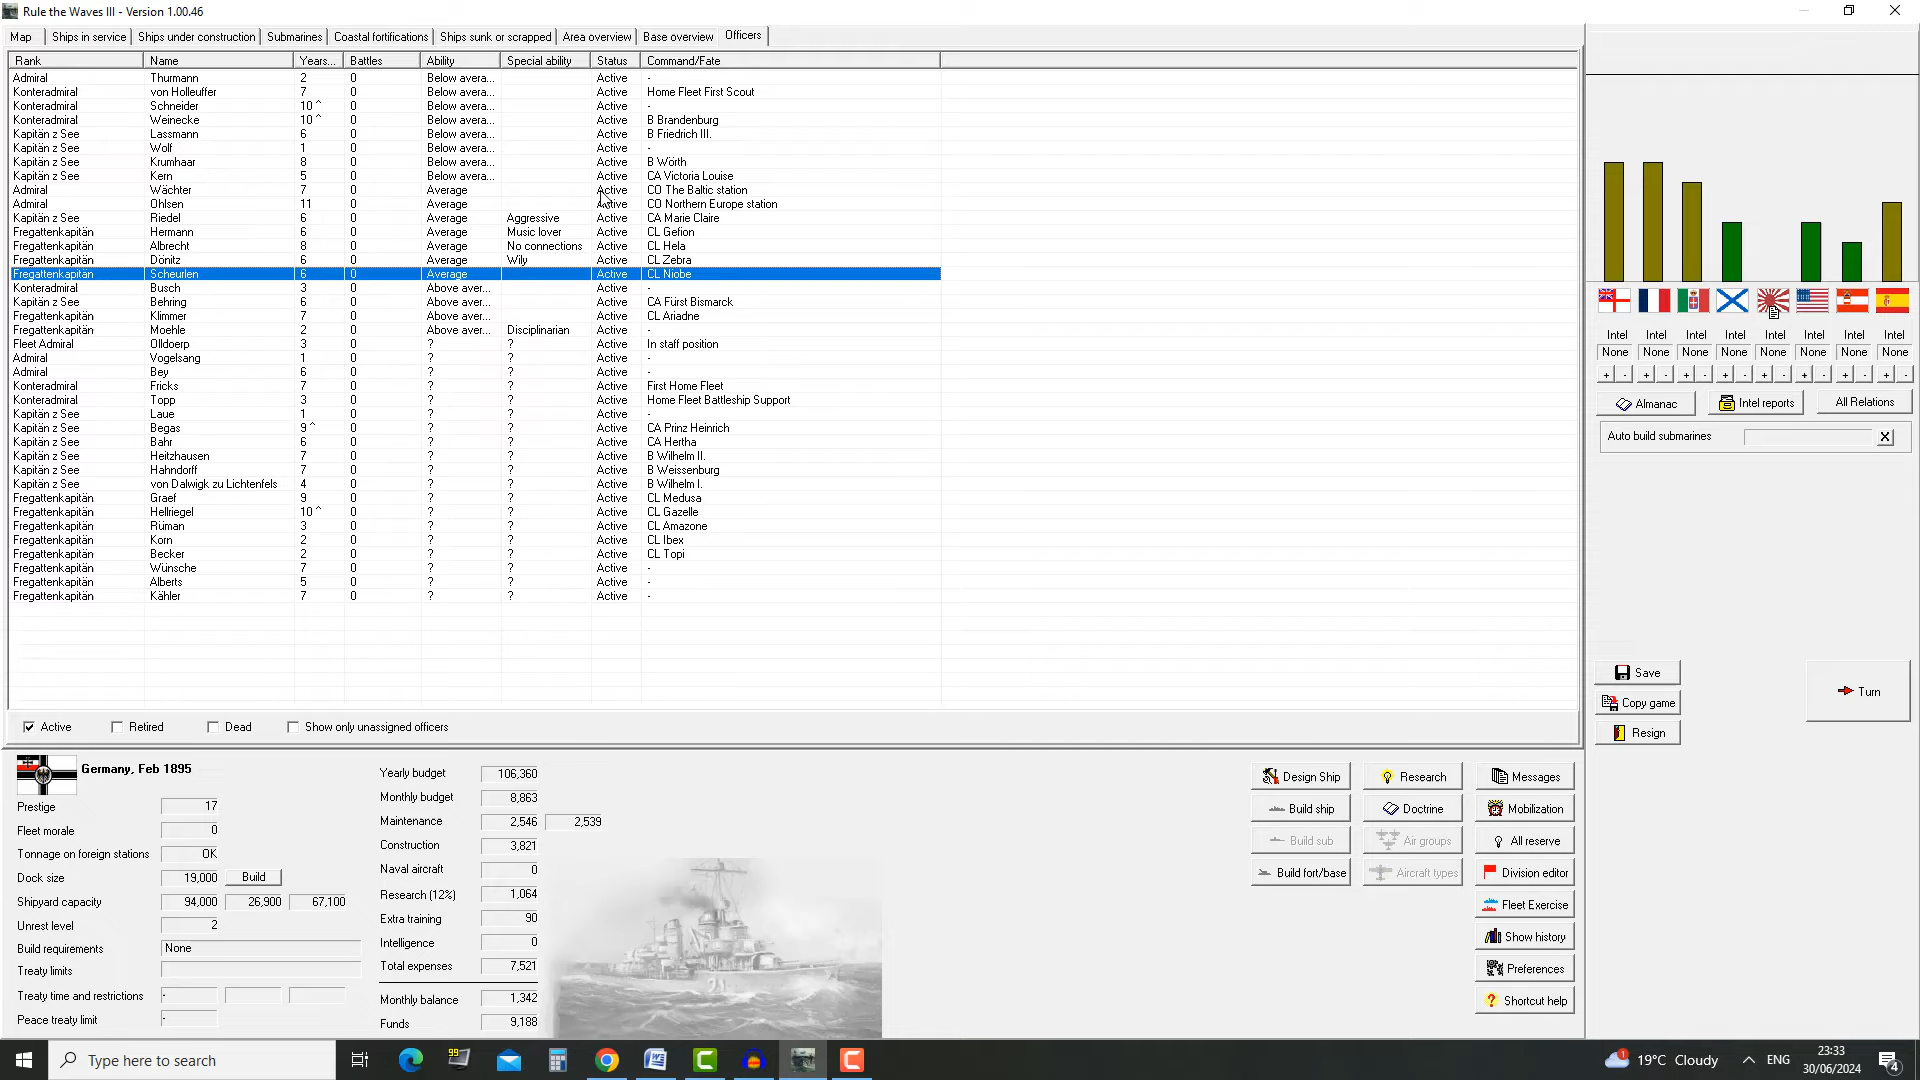 Rule the Waves III - Version 1.00.46
Map Ships in service Ships under construction Submarines Coastal fortifications Ships sunk or scrapped Area overview Base overview Officers
Rank Name Years... Battles Ability Special ability Status Command/Fate
Admiral Thurmann 2 0 Below avera... Active -
Konteradmiral von Holleuffer 7 0 Below avera... Active Home Fleet First Scout
Konteradmiral Schneider 10 ^ 0 Below avera... Active -
Konteradmiral Weinecke 10 ^ 0 Below avera... Active B Brandenburg
Kapitän z See Lassmann 6 0 Below avera... Active B Friedrich III.
Kapitän z See Wolf 1 0 Below avera... Active -
Kapitän z See Krumhaar 8 0 Below avera... Active B Wörth
Kapitän z See Kern 5 0 Below avera... Active CA Victoria Louise
Admiral Wächter 7 0 Average Active CO The Baltic station
Admiral Ohlsen 11 0 Average Active CO Northern Europe station
Kapitän z See Riedel 6 0 Average Aggressive Active CA Marie Claire
Fregattenkapitän Hermann 6 0 Average Music lover Active CL Gefion
Fregattenkapitän Albrecht 8 0 Average No connections Active CL Hela
Fregattenkapitän Dönitz 6 0 Average Wily Active CL Zebra
Fregattenkapitän Scheurlen 6 0 Average Active CL Niobe
Konteradmiral Busch 3 0 Above aver... Active -
Kapitän z See Behring 6 0 Above aver... Active CA Fürst Bismarck
Fregattenkapitän Klimmer 7 0 Above aver... Active CL Ariadne
Fregattenkapitän Moehle 2 0 Above aver... Disciplinarian Active -
Fleet Admiral Olldoerp 3 0 ? ? Active In staff position
Admiral Vogelsang 1 0 ? ? Active -
Admiral Bey 6 0 ? ? Active -
Konteradmiral Fricks 7 0 ? ? Active First Home Fleet
Konteradmiral Topp 3 0 ? ? Active Home Fleet Battleship Support
Kapitän z See Laue 1 0 ? ? Active -
Kapitän z See Begas 9 ^ 0 ? ? Active CA Prinz Heinrich
Kapitän z See Bahr 6 0 ? ? Active CA Hertha
Kapitän z See Heitzhausen 7 0 ? ? Active B Wilhelm II.
Kapitän z See Hahndorff 7 0 ? ? Active B Weissenburg
Kapitän z See von Dalwigk zu Lichtenfels 4 0 ? ? Active B Wilhelm I.
Fregattenkapitän Graef 9 0 ? ? Active CL Medusa
Fregattenkapitän Hellriegel 10 ^ 0 ? ? Active CL Gazelle
Fregattenkapitän Rüman 3 0 ? ? Active CL Amazone
Fregattenkapitän Korn 2 0 ? ? Active CL Ibex
Fregattenkapitän Becker 2 0 ? ? Active CL Topi
Fregattenkapitän Wünsche 7 0 ? ? Active -
Fregattenkapitän Alberts 5 0 ? ? Active -
Fregattenkapitän Kähler 7 0 ? ? Active -
Active Retired Dead Show only unassigned officers
Intel Intel Intel Intel Intel Intel Intel Intel
None None None None None None None None
+ - + - + - + - + - + - + - + -
Almanac Intel reports All Relations
Auto build submarines X
Save
Copy game
Resign
Turn
Germany, Feb 1895
Prestige 17
Fleet morale 0
Tonnage on foreign stations OK
Dock size 19,000 Build
Shipyard capacity 94,000 26,900 67,100
Unrest level 2
Build requirements None
Treaty limits
Treaty time and restrictions -
Peace treaty limit -
Yearly budget 106,360
Monthly budget 8,863
Maintenance 2,546 2,539
Construction 3,821
Naval aircraft 0
Research (12%) 1,064
Extra training 90
Intelligence 0
Total expenses 7,521
Monthly balance 1,342
Funds 9,188
Design Ship Research Messages
Build ship Doctrine Mobilization
Build sub Air groups All reserve
Build fort/base Aircraft types Division editor
Fleet Exercise
Show history
Preferences
Shortcut help
Type here to search
99
1
19°C Cloudy
ENG
23:33
30/06/2024
4